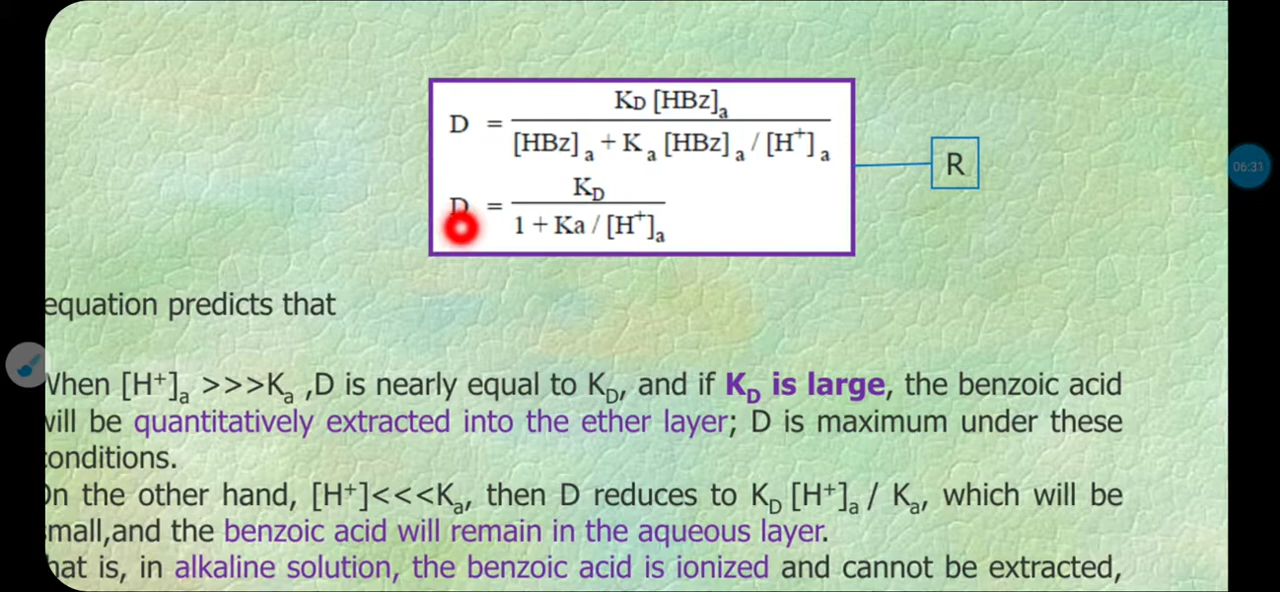 D = K_D [HBz]_a / [HBz]_a + K_a [HBz]_a / [H⁺]_a
R
D = K_D / 1 + Ka / [H⁺]_a
06:31
equation predicts that
When [H⁺]_a >>>K_a ,D is nearly equal to K_D, and if K_D is large, the benzoic acid
will be quantitatively extracted into the ether layer; D is maximum under these
conditions.
On the other hand, [H⁺]<<<K_a, then D reduces to K_D [H⁺]_a / K_a, which will be
small,and the benzoic acid will remain in the aqueous layer.
hat is, in alkaline solution, the benzoic acid is ionized and cannot be extracted,